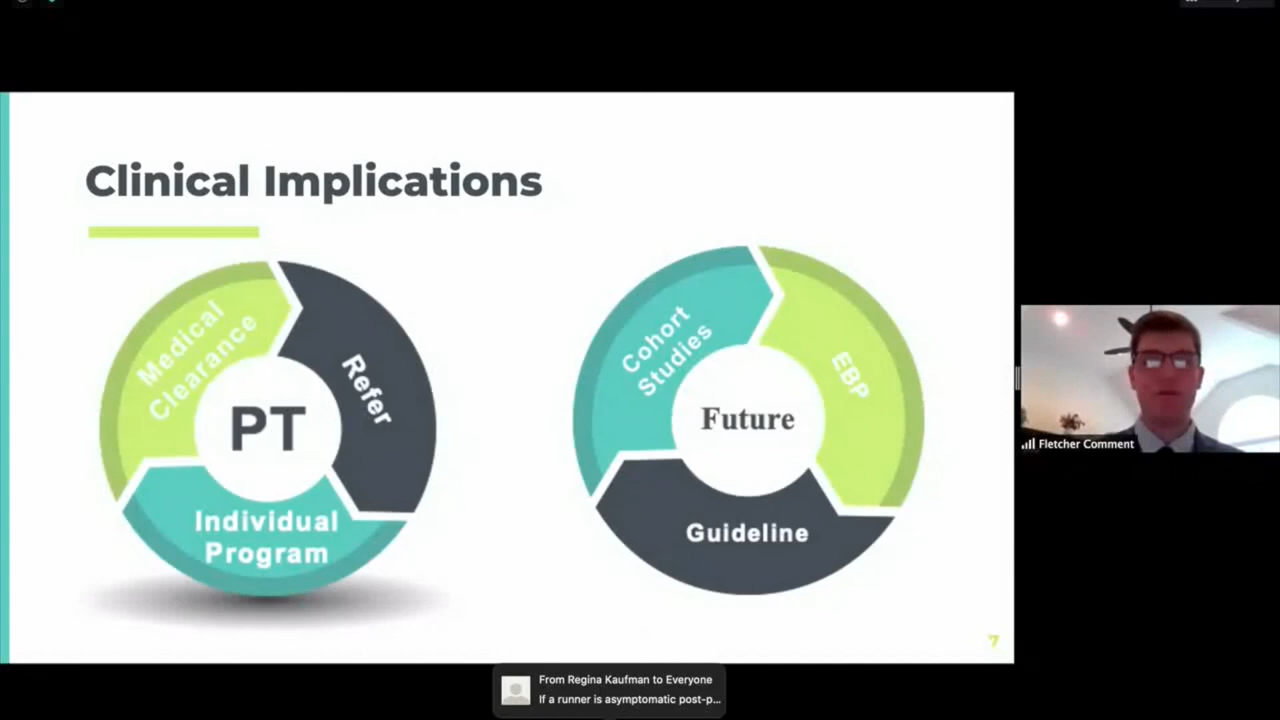 Clinical Implications
Medical
Clearance
Refer
PT
Individual
Program
Cohort
Studies
EBP
Future
Guideline
7
Fletcher Comment
From Regina Kaufman to Everyone
If a runner is asymptomatic post-p...